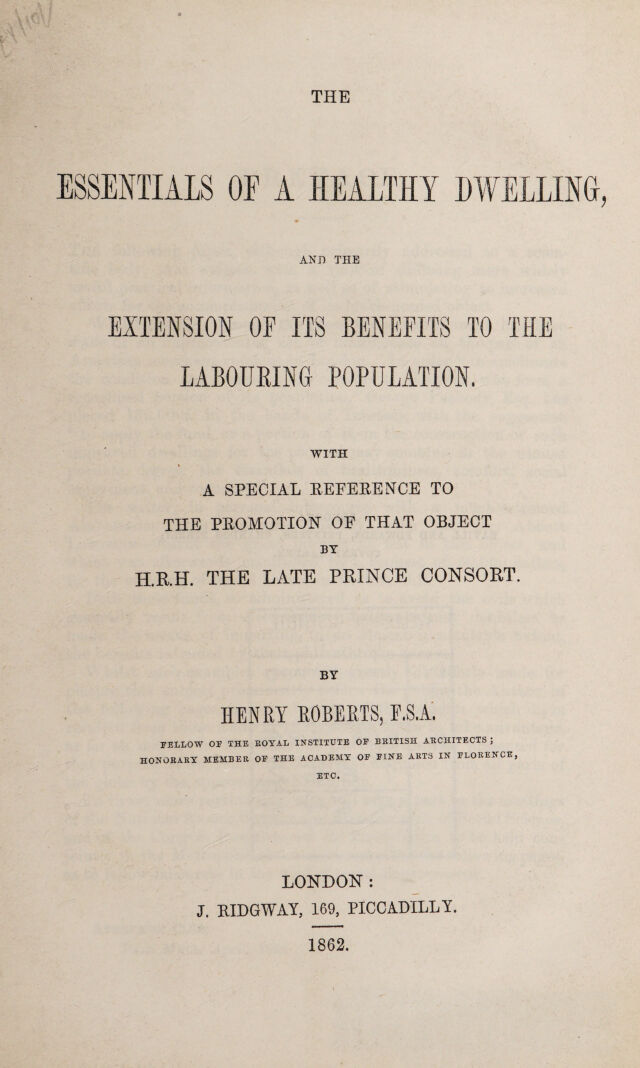 THE
ESSENTIALS OF A HEALTHY DWELLING,
AND THE
EXTENSION OF ITS BENEFITS TO THE
LABOURING POPULATION.
WITH
A SPECIAL REFERENCE TO
THE PROMOTION OF THAT OBJECT
BY
H.R.H. THE LATE PRINCE CONSORT.
BY
HENRY ROBERTS, F.S.A.
FELLOW OF THE ROYAL INSTITUTE OF BRITISH ARCHITECTS;
HONORARY MEMBER OF THE ACADEMY OF FINE ARTS IN FLORENCE,
ETC.
LONDON:
J. RIDGWAY, 169, PICCADILLY.
1862.